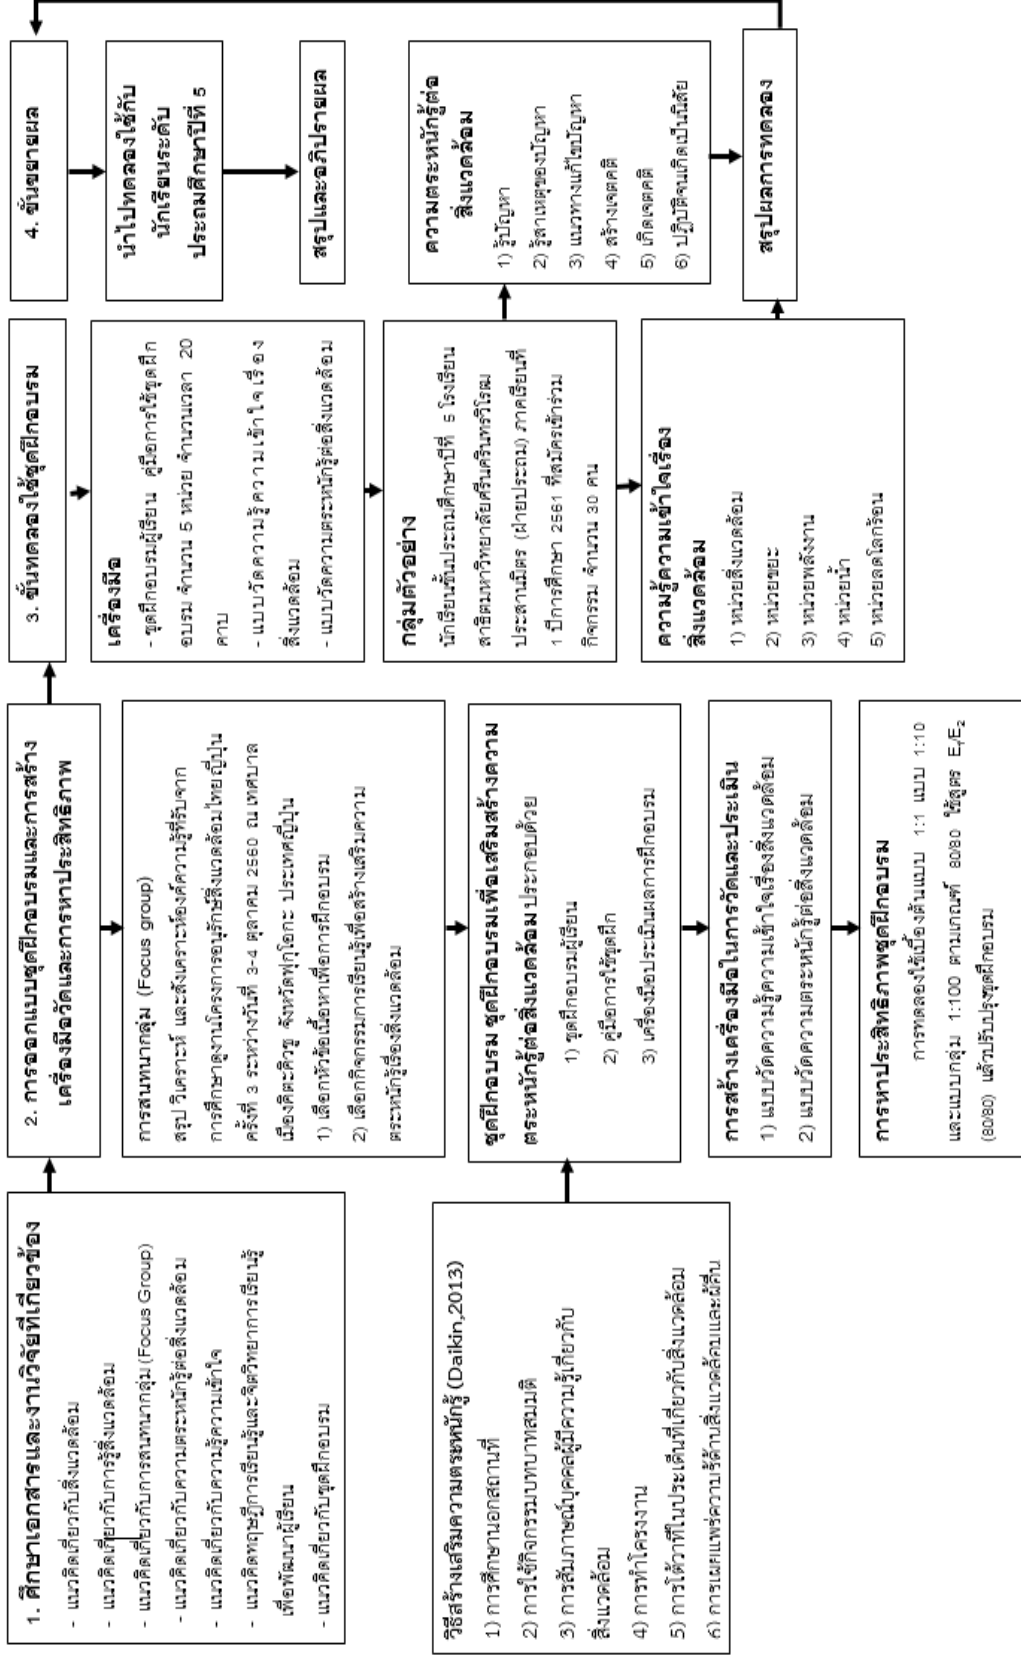 1. ศึกษาเอกสารและงานวิจัยที่เกี่ยวข้อง
- แนวคิดเกี่ยวกับสิ่งแวดล้อม
- แนวคิดเกี่ยวกับการรู้สิ่งแวดล้อม
- แนวคิดเกี่ยวกับการสนทนากลุ่ม (Focus Group)
- แนวคิดเกี่ยวกับความตระหนักรู้ต่อสิ่งแวดล้อม
- แนวคิดเกี่ยวกับความรู้ความเข้าใจ
- แนวคิดทฤษฎีการเรียนรู้และจิตวิทยาการเรียนรู้
เพื่อพัฒนาผู้เรียน
- แนวคิดเกี่ยวกับชุดฝึกอบรม
วิธีสร้างเสริมความตระหนักรู้ (Daikin,2013)
1) การศึกษานอกสถานที่
2) การใช้กิจกรรมบทบาทสมมติ
3) การสัมภาษณ์บุคคลผู้มีความรู้เกี่ยวกับ
สิ่งแวดล้อม
4) การทำโครงงาน
5) การโต้วาทีในประเด็นที่เกี่ยวกับสิ่งแวดล้อม
6) การเผยแพร่ความรู้ด้านสิ่งแวดล้อมและผู้คืน
2. การออกแบบชุดฝึกอบรมและการสร้าง
เครื่องมือวัดและการหาประสิทธิภาพ
การสนทนากลุ่ม (Focus group)
สรุป วิเคราะห์ และสังเคราะห์องค์ความรู้ที่รับจาก
การศึกษาดูงานโครงการอนุรักษ์สิ่งแวดล้อมไทยญี่ปุ่น
ครั้งที่ 3 ระหว่างวันที่ 3-4 ตุลาคม 2560 ณ เทศบาล
เมืองคิตะคิวชู จังหวัดฟุกุโอกะ ประเทศญี่ปุ่น
1) เลือกหัวข้อเนื้อหาเพื่อการฝึกอบรม
2) เลือกกิจกรรมการเรียนรู้เพื่อสร้างเสริมความ
ตระหนักรู้เรื่องสิ่งแวดล้อม
ชุดฝึกอบรม ชุดฝึกอบรมเพื่อเสริมสร้างความ
ตระหนักรู้ต่อสิ่งแวดล้อม ประกอบด้วย
1) ชุดฝึกอบรมผู้เรียน
2) คู่มือการใช้ชุดฝึก
3) เครื่องมือประเมินผลการฝึกอบรม
การสร้างเครื่องมือในการวัดและประเมิน
1) แบบวัดความรู้ความเข้าใจเรื่องสิ่งแวดล้อม
2) แบบวัดความตระหนักรู้ต่อสิ่งแวดล้อม
การหาประสิทธิภาพชุดฝึกอบรม
การทดลองใช้เบื้องต้นแบบ 1:1 แบบ 1:10
และแบบกลุ่ม 1:100 ตามเกณฑ์ 80/80 ใช้สูตร E₁/E₂
(80/80) แล้วปรับปรุงชุดฝึกอบรม
3. ขั้นทดลองใช้ชุดฝึกอบรม
เครื่องมือ
- ชุดฝึกอบรมผู้เรียน คู่มือการใช้ชุดฝึก
อบรม จำนวน 5 หน่วย จำนวนเวลา 20
คาบ
- แบบวัดความรู้ความเข้าใจเรื่อง
สิ่งแวดล้อม
- แบบวัดความตระหนักรู้ต่อสิ่งแวดล้อม
กลุ่มตัวอย่าง
นักเรียนชั้นประถมศึกษาปีที่ 5 โรงเรียน
สาธิตมหาวิทยาลัยศรีนครินทรวิโรฒ
ประสานมิตร (ฝ่ายประถม) ภาคเรียนที่
1 ปีการศึกษา 2561 ที่สมัครเข้าร่วม
กิจกรรม จำนวน 30 คน
ความรู้ความเข้าใจเรื่อง
สิ่งแวดล้อม
1) หน่วยสิ่งแวดล้อม
2) หน่วยขยะ
3) หน่วยพลังงาน
4) หน่วยน้ำ
5) หน่วยลดโลกร้อน
4. ขั้นขยายผล
นำไปทดลองใช้กับ
นักเรียนระดับ
ประถมศึกษาปีที่ 5
สรุปและอภิปรายผล
ความตระหนักรู้ต่อ
สิ่งแวดล้อม
1) รู้ปัญหา
2) รู้สาเหตุของปัญหา
3) แนวทางแก้ไขปัญหา
4) สร้างเจตคติ
5) เกิดเจตคติ
6) ปฏิบัติจนเกิดเป็นนิสัย
สรุปผลการทดลอง